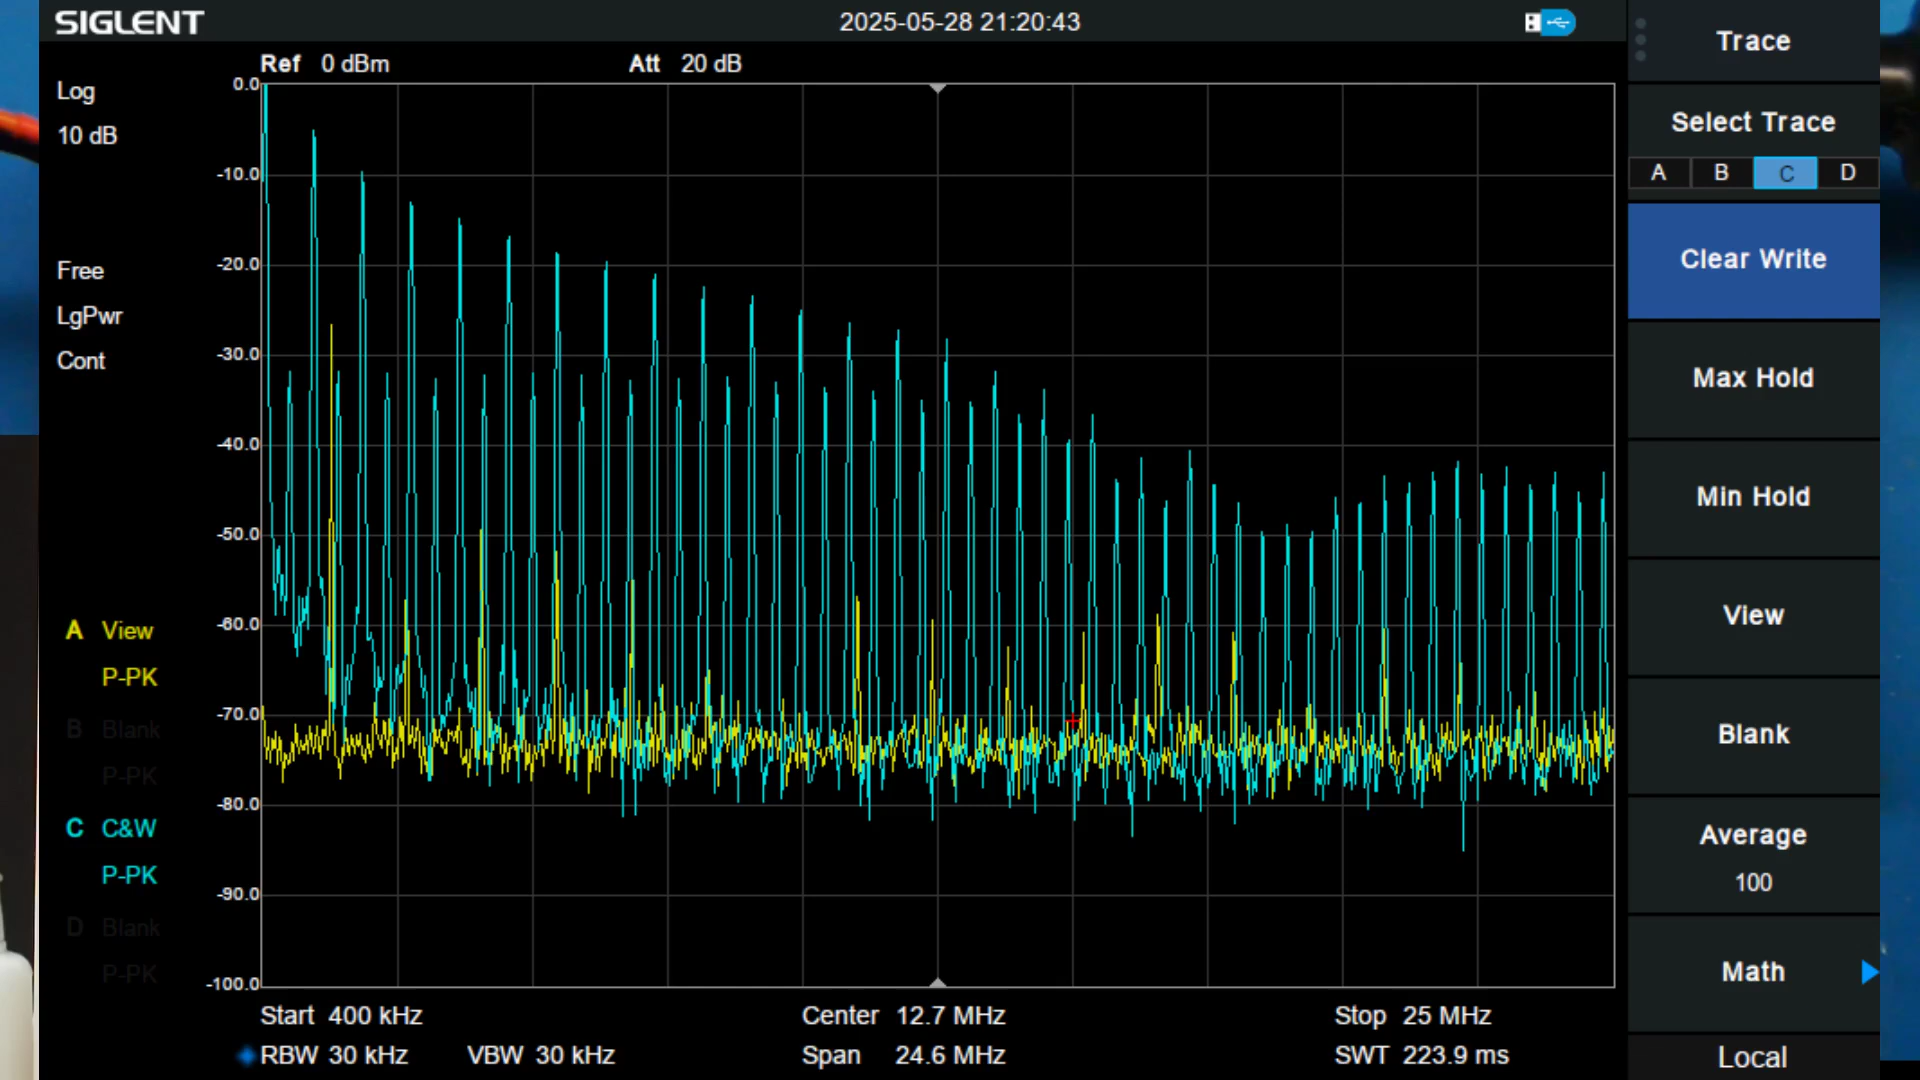 SIGLENT
2025-05-28 21:20:43
Ref 0 dBm
Att 20 dB
Log
10 dB
Free
LgPwr
Cont
A View
P-PK
B Blank
P-PK
C C&W
P-PK
D Blank
P-PK
0.0
-10.0
-20.0
-30.0
-40.0
-50.0
-60.0
-70.0
-80.0
-90.0
-100.0
Start 400 kHz
Center 12.7 MHz
Stop 25 MHz
RBW 30 kHz
VBW 30 kHz
Span 24.6 MHz
SWT 223.9 ms
Trace
Select Trace
A B C D
Clear Write
Max Hold
Min Hold
View
Blank
Average
100
Math
Local